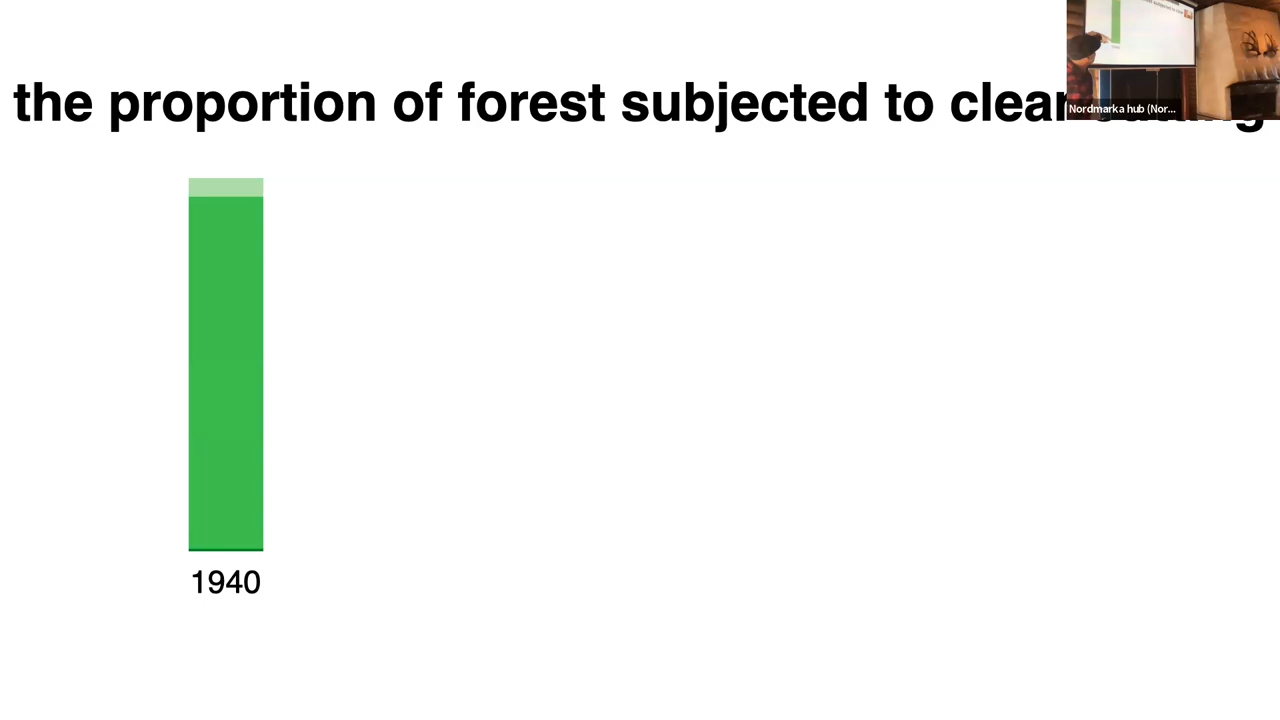 the proportion of forest subjected to clear
Nordmarka hub (Nor...
1940